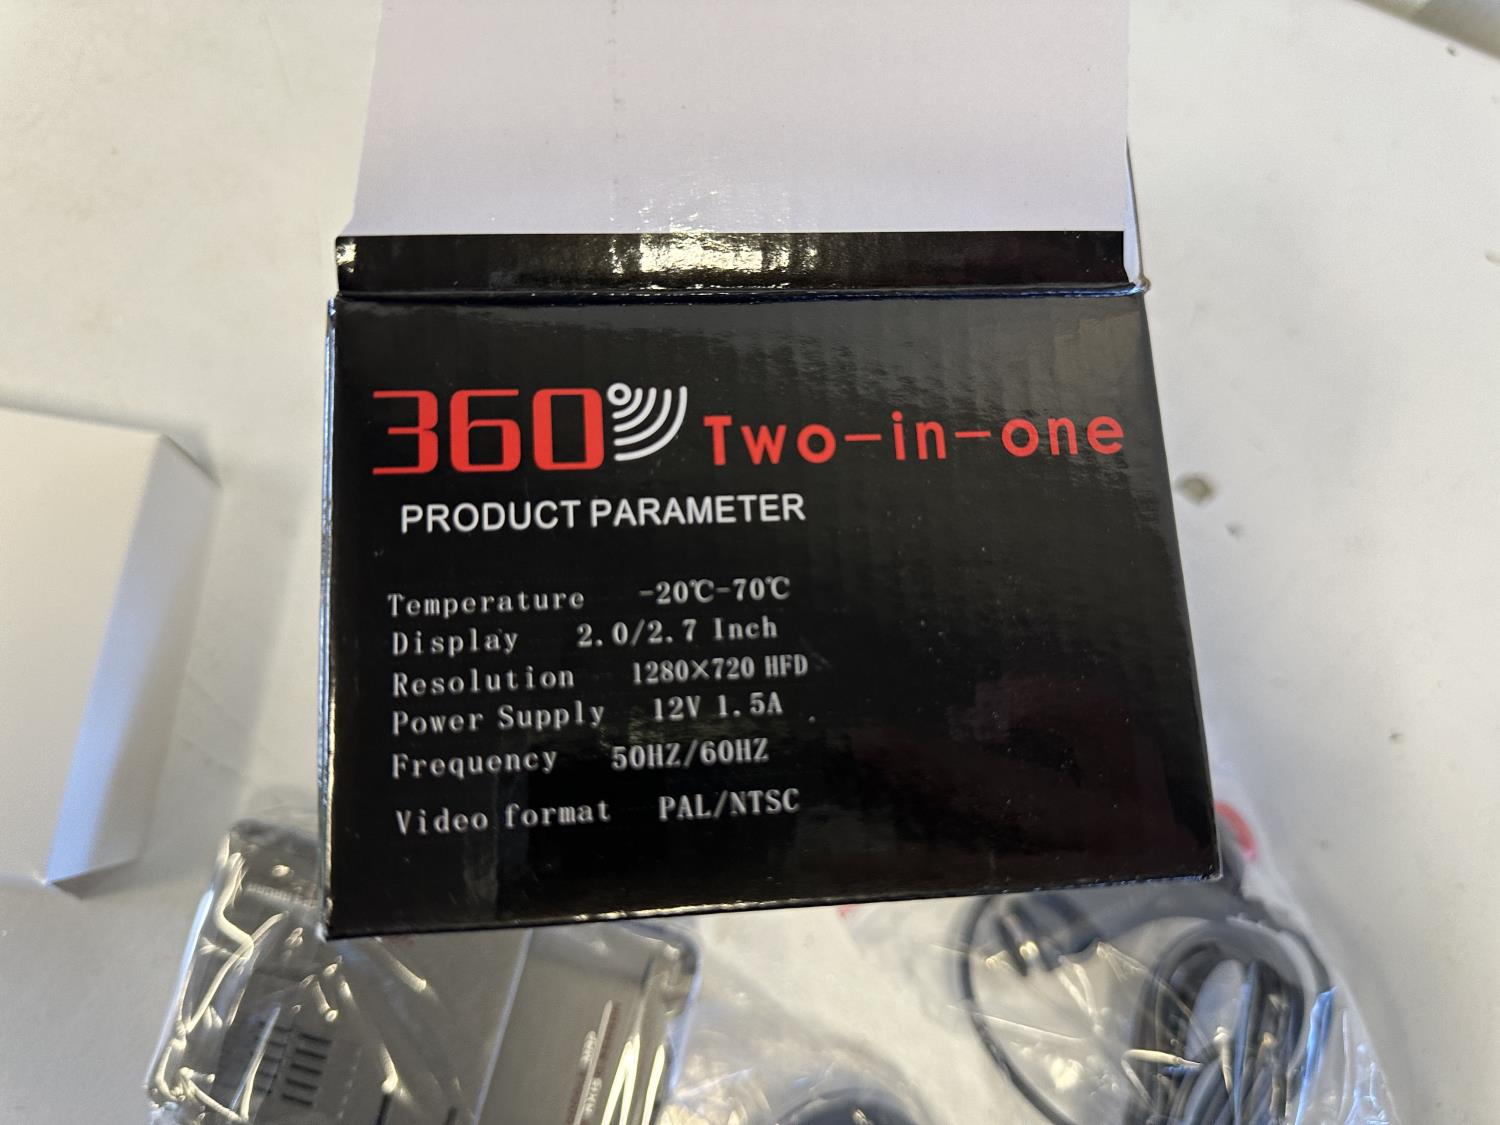 360 Two-in-one
PRODUCT PARAMETER
Temperature -20℃-70℃
Display 2.0/2.7 Inch
Resolution 1280×720 HFD
Power Supply 12V 1.5A
Frequency 50HZ/60HZ
Video format PAL/NTSC